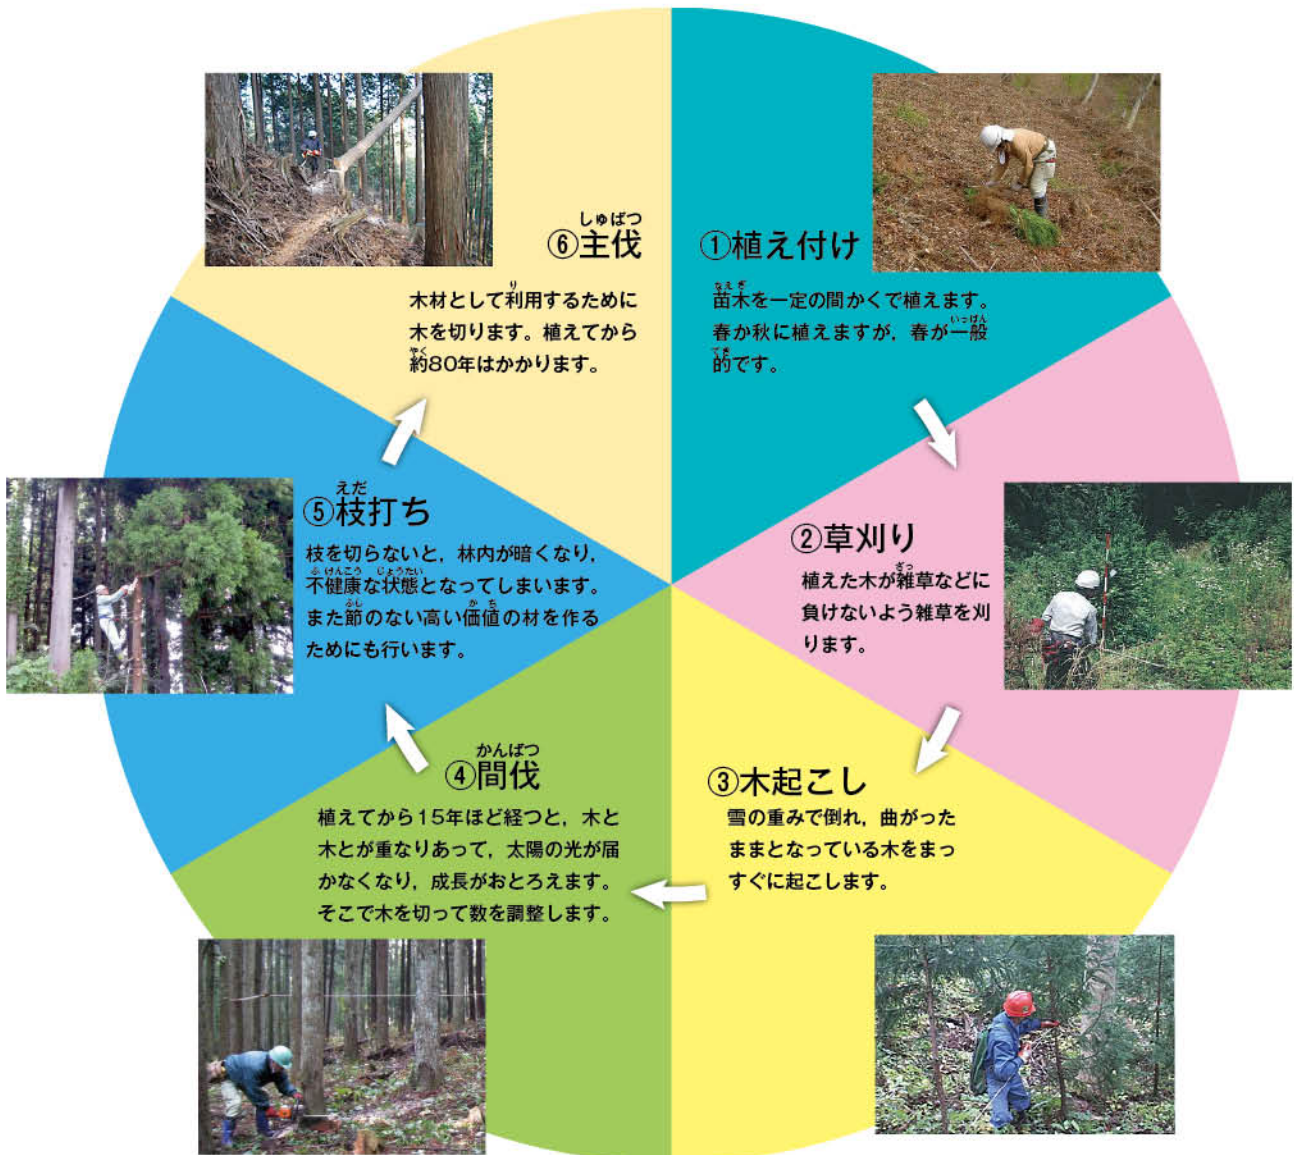 ①植え付け
苗木を一定の間かくで植えます。
春か秋に植えますが，春が一般
的です。
②草刈り
植えた木が雑草などに
負けないよう雑草を刈
ります。
③木起こし
雪の重みで倒れ，曲がった
ままとなっている木をまっ
すぐに起こします。
④間伐
植えてから15年ほど経つと，木と
木とが重なりあって，太陽の光が届
かなくなり，成長がおとろえます。
そこで木を切って数を調整します。
⑤枝打ち
枝を切らないと，林内が暗くなり，
不健康な状態となってしまいます。
また節のない高い価値の材を作る
ためにも行います。
⑥主伐
木材として利用するために
木を切ります。植えてから
約80年はかかります。